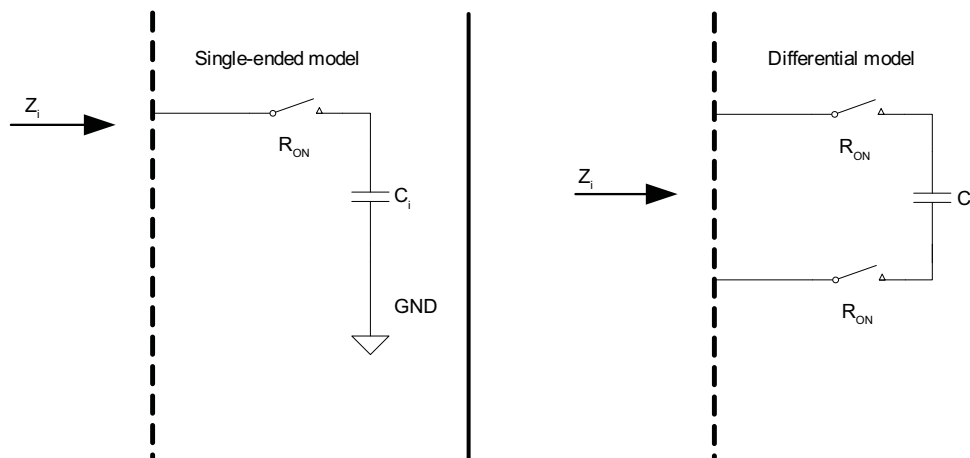 Single-ended model
Z_i
R_ON
C_i
GND
Differential model
Z_i
R_ON
C
R_ON